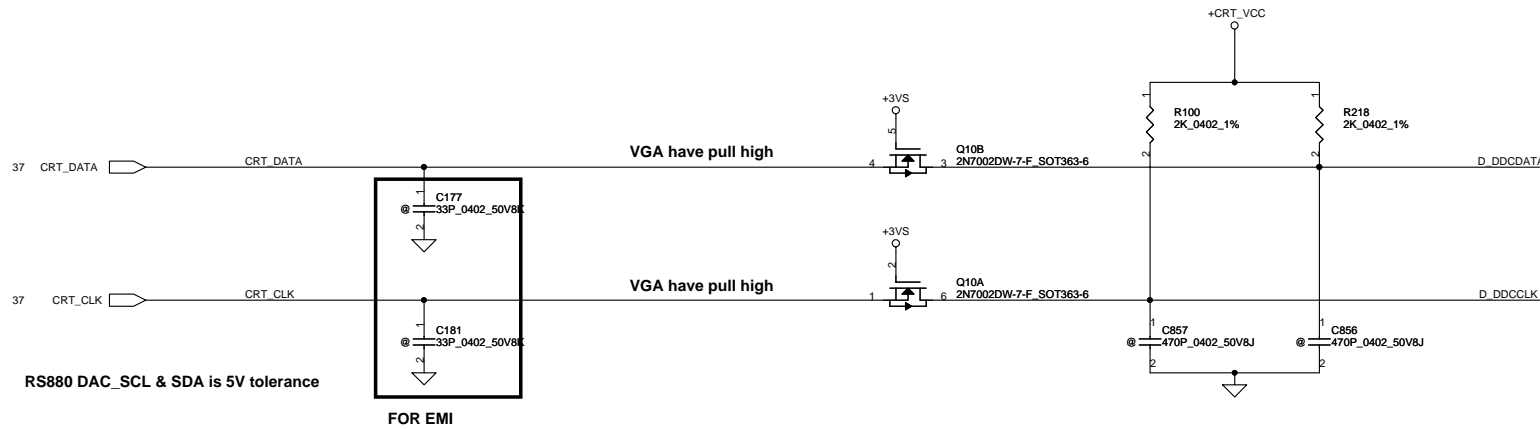 +CRT_VCC
+3VS
1
1
R100
2K_0402_1%
R218
2K_0402_1%
5
2
2
37 CRT_DATA
CRT_DATA
VGA have pull high
4
3
Q10B
2N7002DW-7-F_SOT363-6
D_DDCDATA
1
C177
@
33P_0402_50V8K
2
+3VS
2
37 CRT_CLK
CRT_CLK
VGA have pull high
1
6
Q10A
2N7002DW-7-F_SOT363-6
D_DDCCLK
1
C181
@
33P_0402_50V8K
2
1
C857
@
470P_0402_50V8J
2
1
C856
@
470P_0402_50V8J
2
RS880 DAC_SCL & SDA is 5V tolerance
FOR EMI